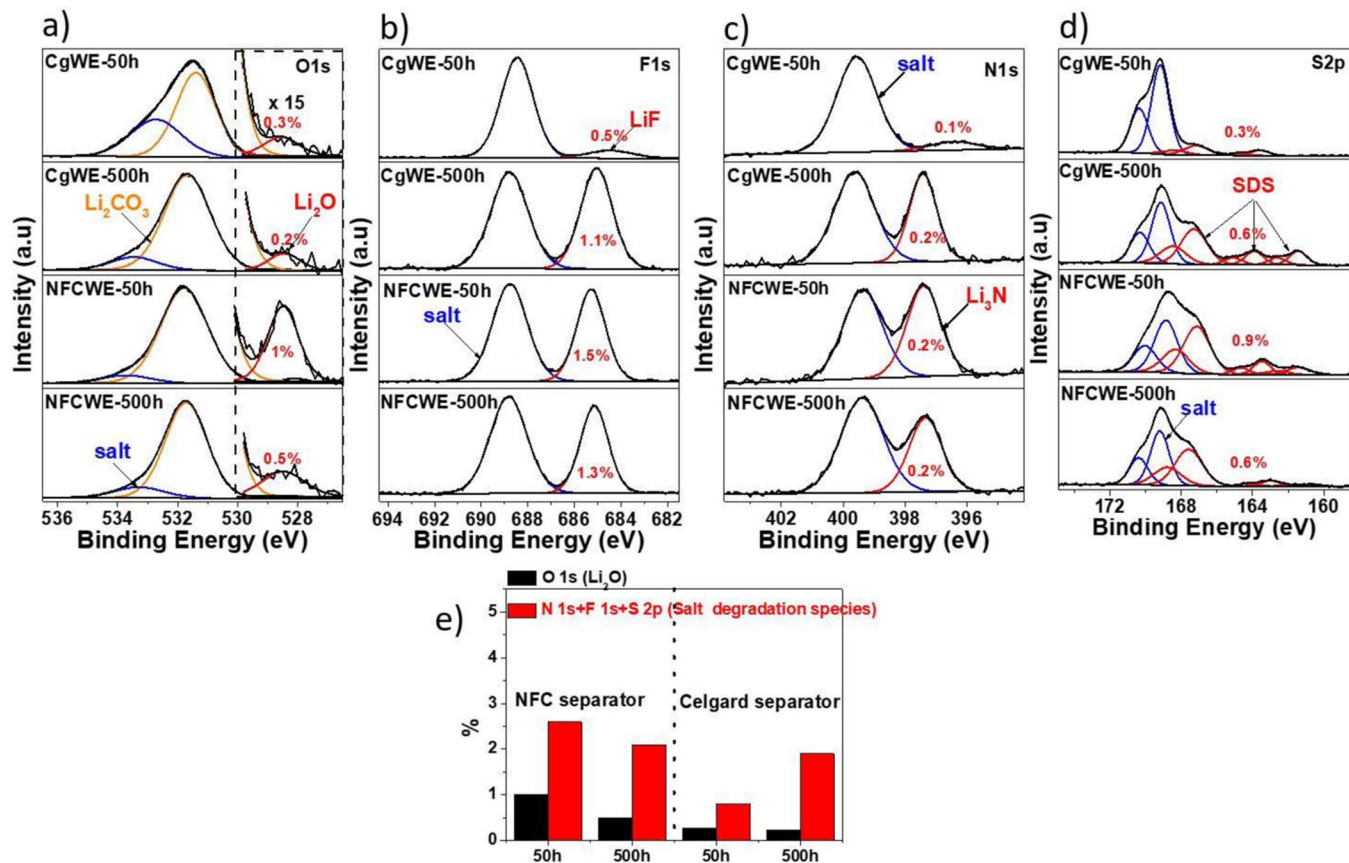 a)
CgWE-50h
O1s
x 15
0.3%
CgWE-500h
Li₂CO₃
Li₂O
0.2%
NFCWE-50h
1%
NFCWE-500h
salt
0.5%
536 534 532 530 528
Binding Energy (eV)
Intensity (a.u)
b)
CgWE-50h
F1s
LiF
0.5%
CgWE-500h
1.1%
NFCWE-50h
salt
1.5%
NFCWE-500h
1.3%
694 692 690 688 686 684 682
Binding Energy (eV)
Intensity (a.u)
c)
CgWE-50h
N1s
salt
0.1%
CgWE-500h
0.2%
NFCWE-50h
Li₃N
0.2%
NFCWE-500h
0.2%
402 400 398 396
Binding Energy (eV)
Intensity (a.u)
d)
CgWE-50h
S2p
0.3%
CgWE-500h
SDS
0.6%
NFCWE-50h
0.9%
NFCWE-500h
salt
0.6%
172 168 164 160
Binding Energy (eV)
Intensity (a.u)
e)
O 1s (Li₂O)
N 1s+F 1s+S 2p (Salt degradation species)
5
4
3
2
1
0
%
NFC separator
Celgard separator
50h 500h 50h 500h